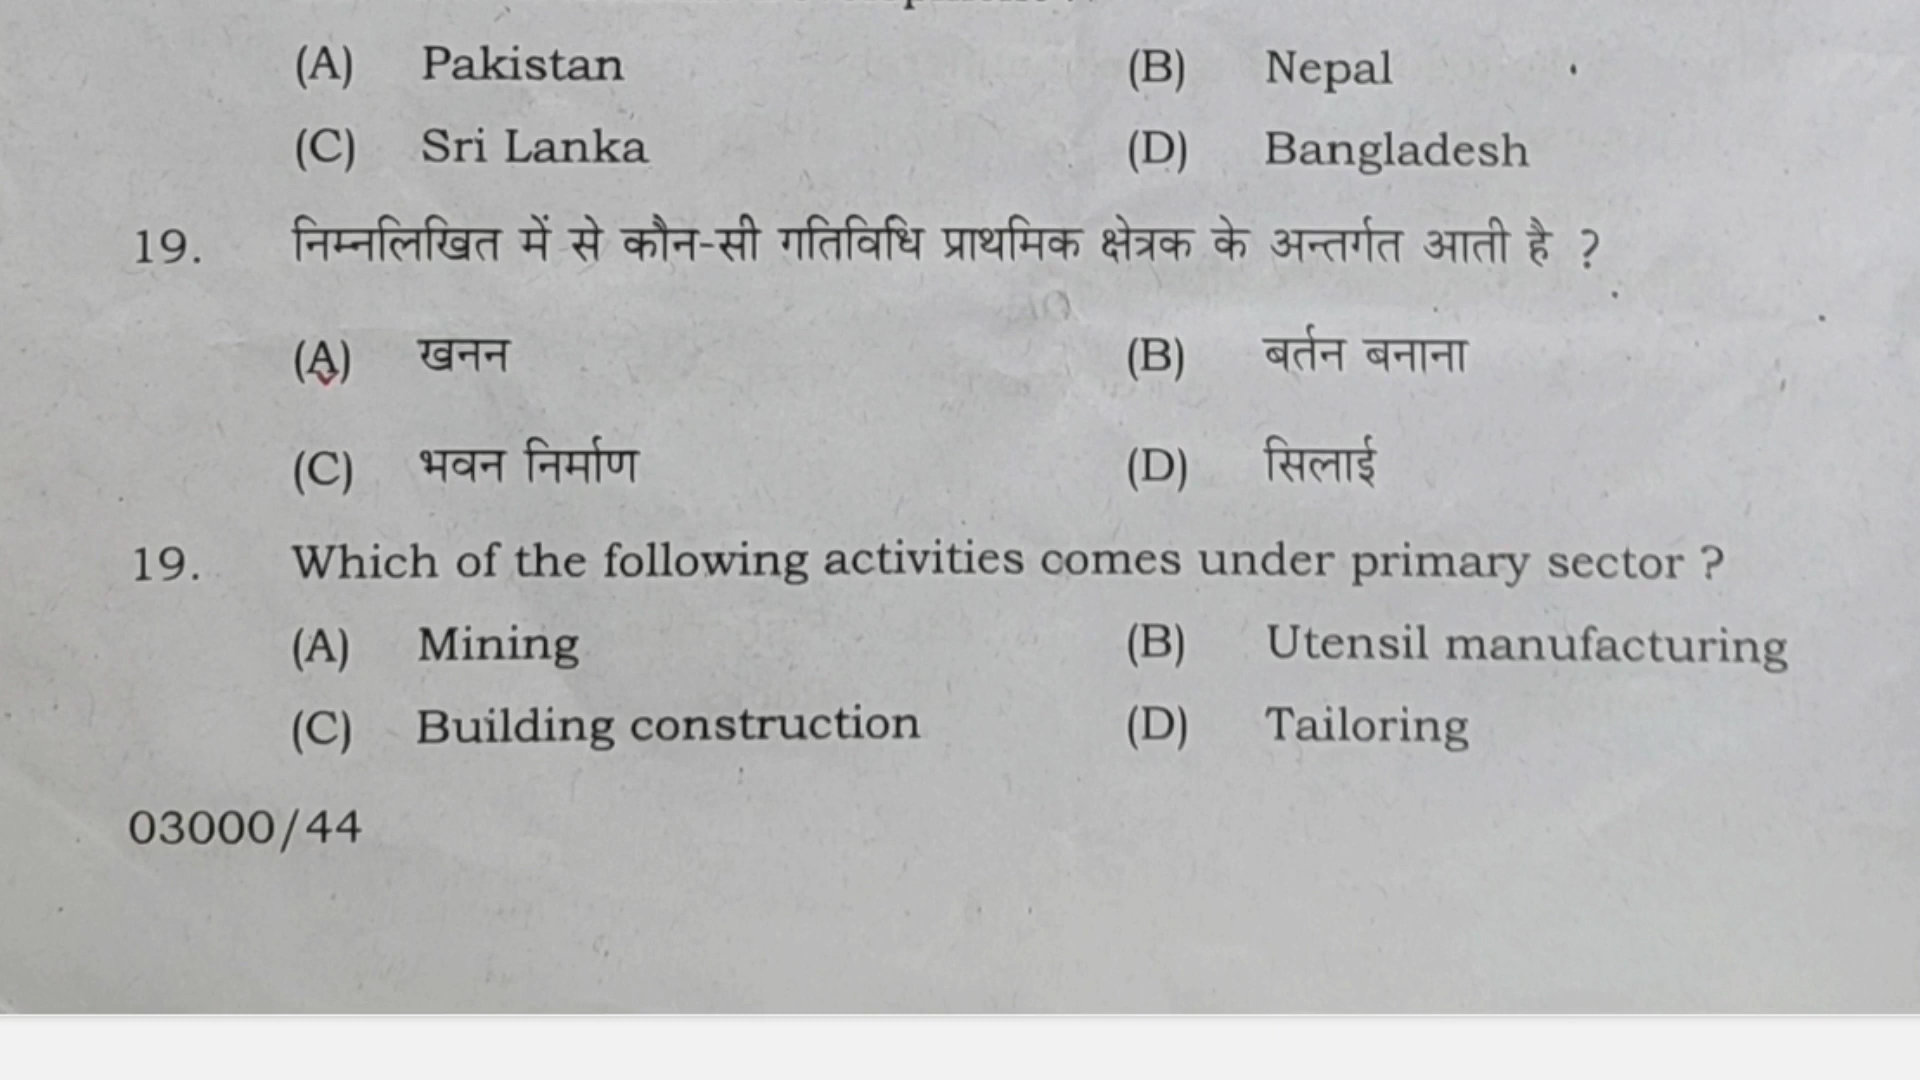 (A) Pakistan (B) Nepal
(C) Sri Lanka (D) Bangladesh
19. निम्नलिखित में से कौन-सी गतिविधि प्राथमिक क्षेत्रक के अन्तर्गत आती है ?
(A) खनन (B) बर्तन बनाना
(C) भवन निर्माण (D) सिलाई
19. Which of the following activities comes under primary sector ?
(A) Mining (B) Utensil manufacturing
(C) Building construction (D) Tailoring
03000/44